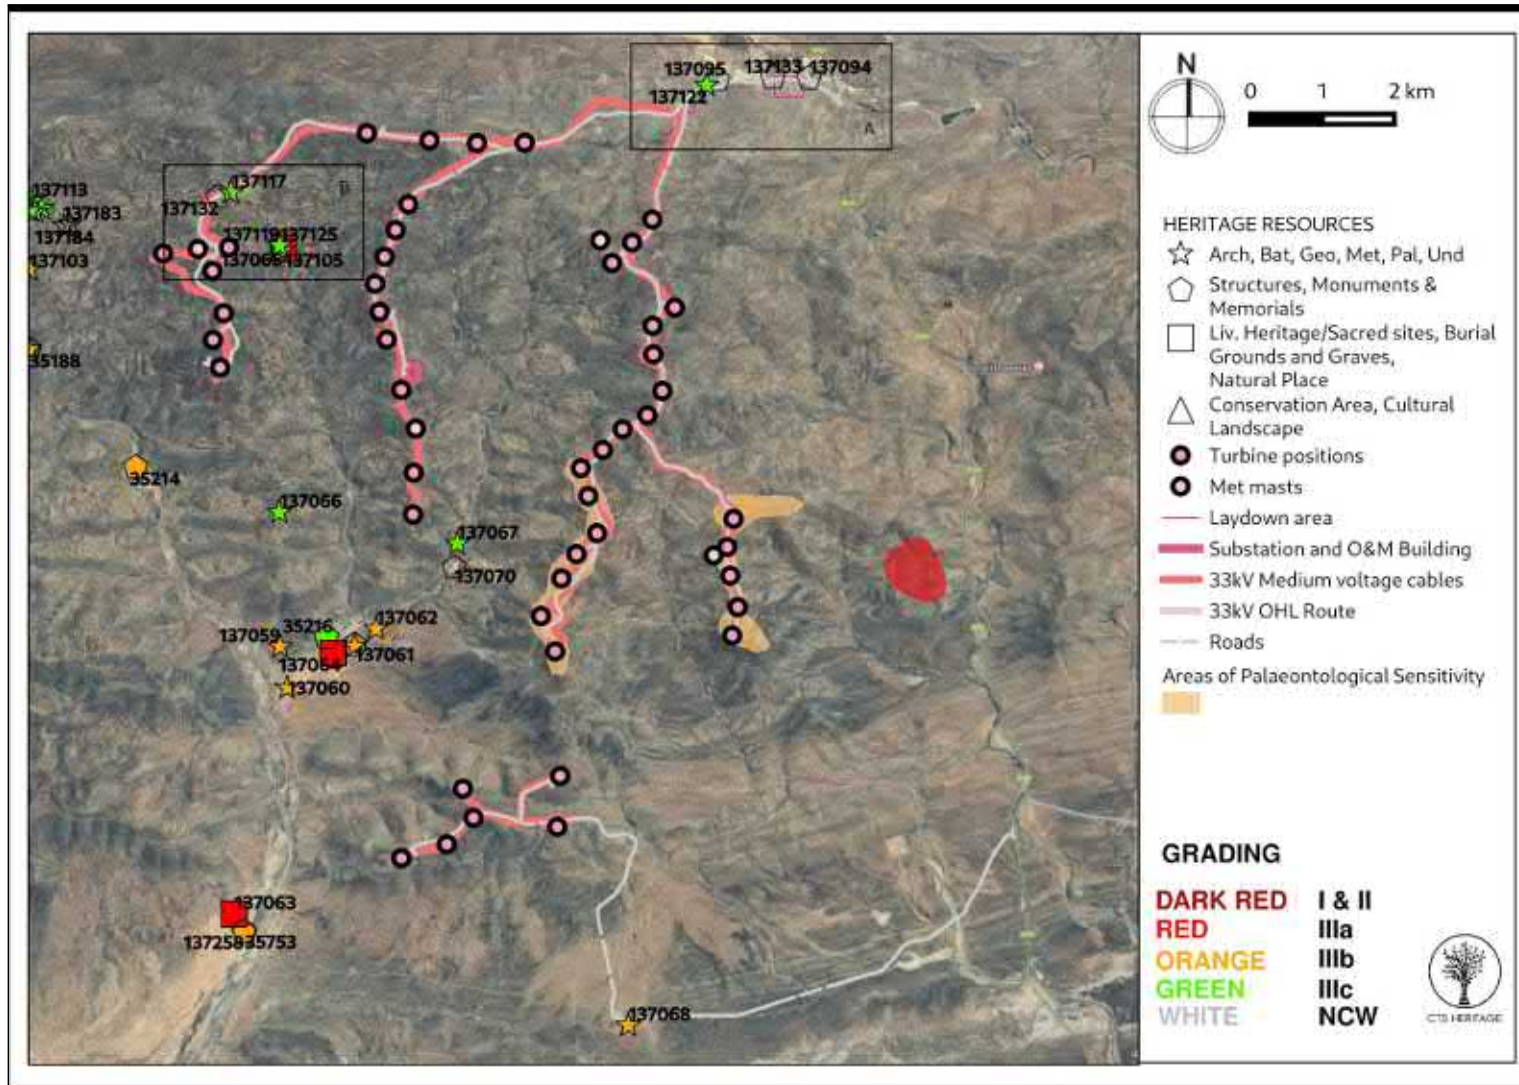 137095
137133
137094
137122
A
137117
137113
137132
137183
137184
137119
137125
137103
137105
35188
35214
137066
137067
137070
137062
35216
137059
137061
137064
137060
137063
137258
35753
137068
N
0 1 2 km
HERITAGE RESOURCES
Arch, Bat, Geo, Met, Pal, Und
Structures, Monuments &
Memorials
Liv. Heritage/Sacred sites, Burial
Grounds and Graves,
Natural Place
Conservation Area, Cultural
Landscape
Turbine positions
Met masts
Laydown area
Substation and O&M Building
33kV Medium voltage cables
33kV OHL Route
Roads
Areas of Palaeontological Sensitivity
GRADING
DARK RED I & II
RED IIIa
ORANGE IIIb
GREEN IIIc
WHITE NCW
CTS HERITAGE